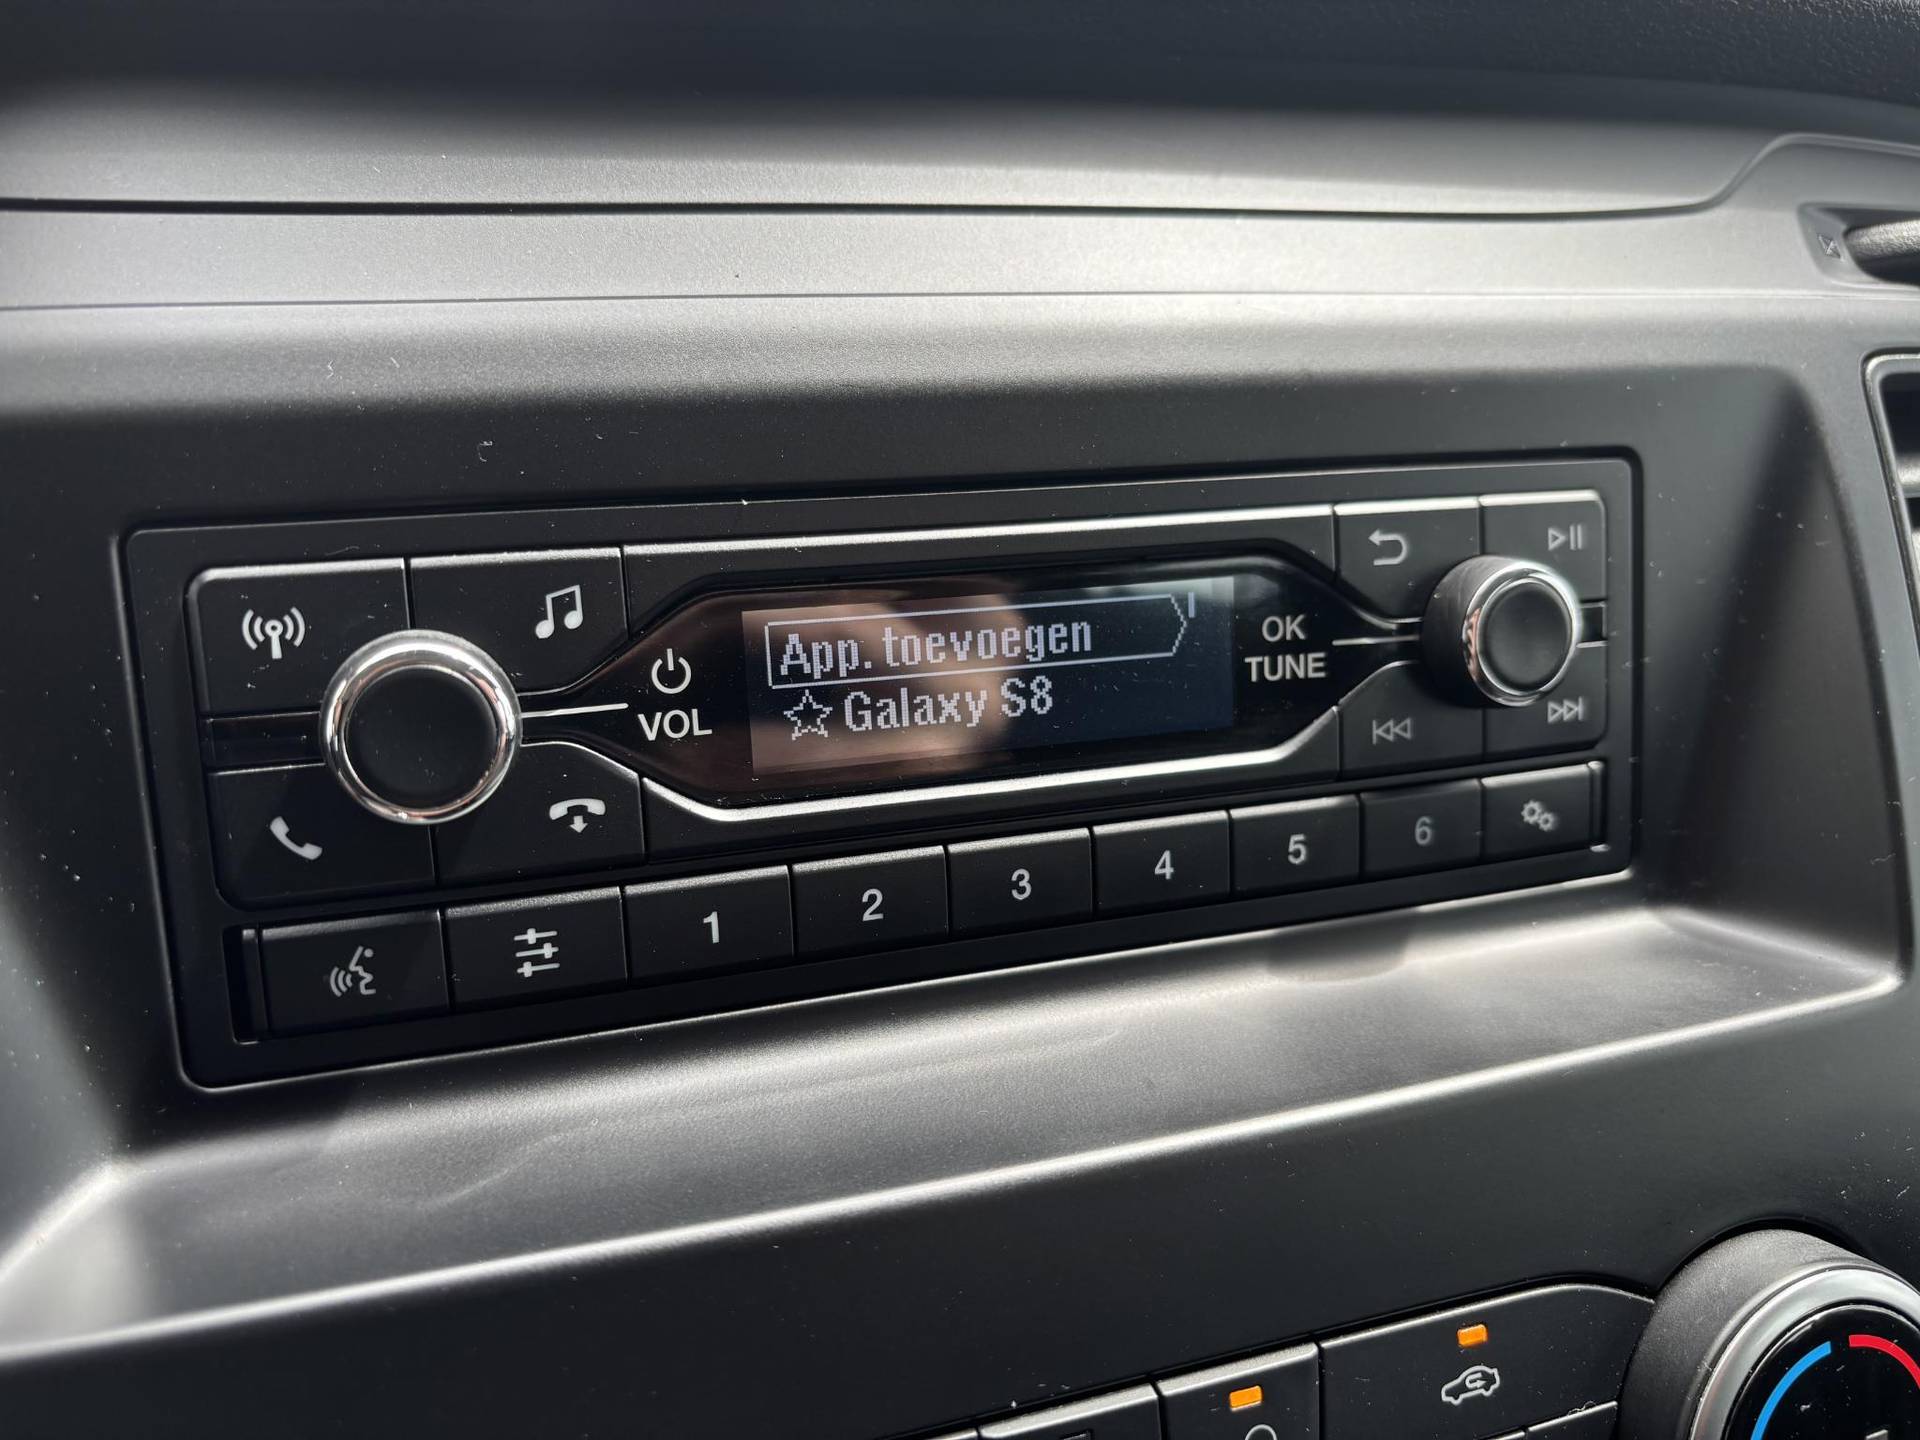 App. toevoegen
☆ Galaxy S8
VOL
OK
TUNE
1
2
3
4
5
6